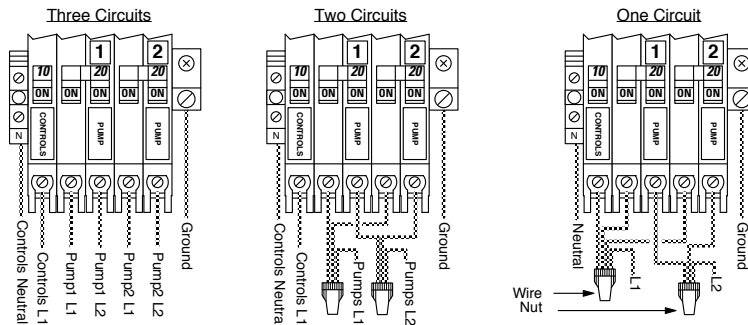 Three Circuits
1 2
10 20 20
ON ON ON ON ON
CONTROLS PUMP PUMP
N
Controls Neutral
Controls L1
Pump1 L1
Pump1 L2
Pump2 L1
Pump2 L2
Ground
Two Circuits
1 2
10 20 20
ON ON ON ON ON
CONTROLS PUMP PUMP
N
Controls Neutral
Controls L1
Pumps L1
Pumps L2
Ground
One Circuit
1 2
10 20 20
ON ON ON ON ON
CONTROLS PUMP PUMP
N
Neutral
L1
L2
Ground
Wire
Nut